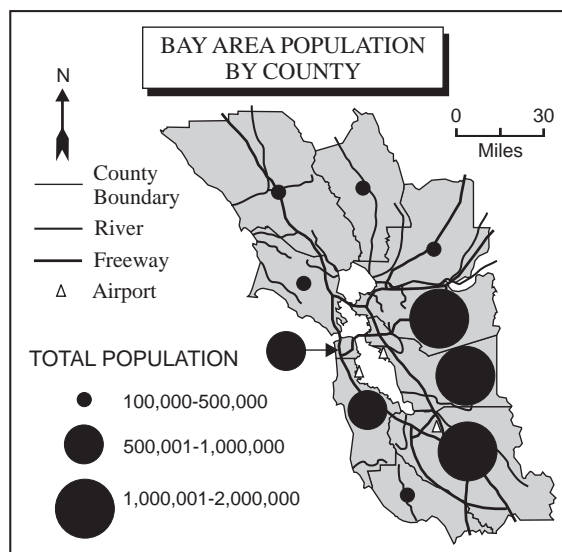 BAY AREA POPULATION
BY COUNTY
N
0 30
Miles
County
Boundary
River
Freeway
Airport
TOTAL POPULATION
100,000-500,000
500,001-1,000,000
1,000,001-2,000,000